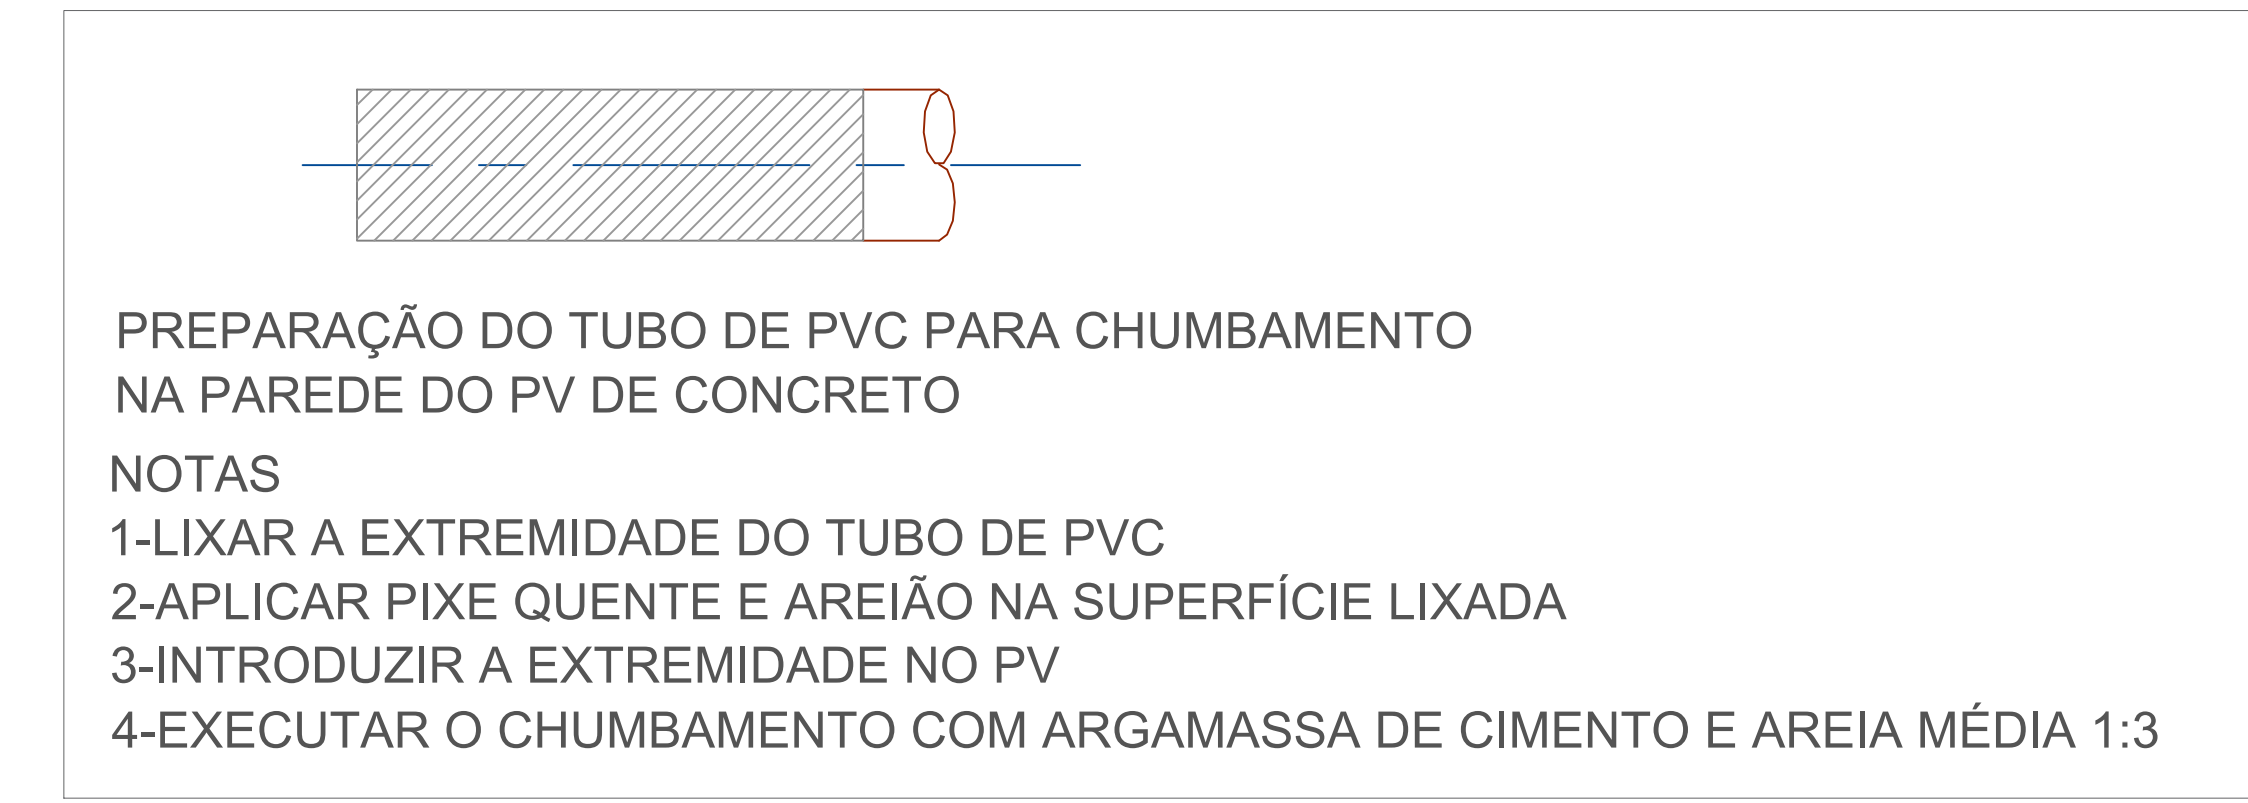 PREPARAÇÃO DO TUBO DE PVC PARA CHUMBAMENTO
NA PAREDE DO PV DE CONCRETO
NOTAS
1-LIXAR A EXTREMIDADE DO TUBO DE PVC
2-APLICAR PIXE QUENTE E AREIÃO NA SUPERFÍCIE LIXADA
3-INTRODUZIR A EXTREMIDADE NO PV
4-EXECUTAR O CHUMBAMENTO COM ARGAMASSA DE CIMENTO E AREIA MÉDIA 1:3